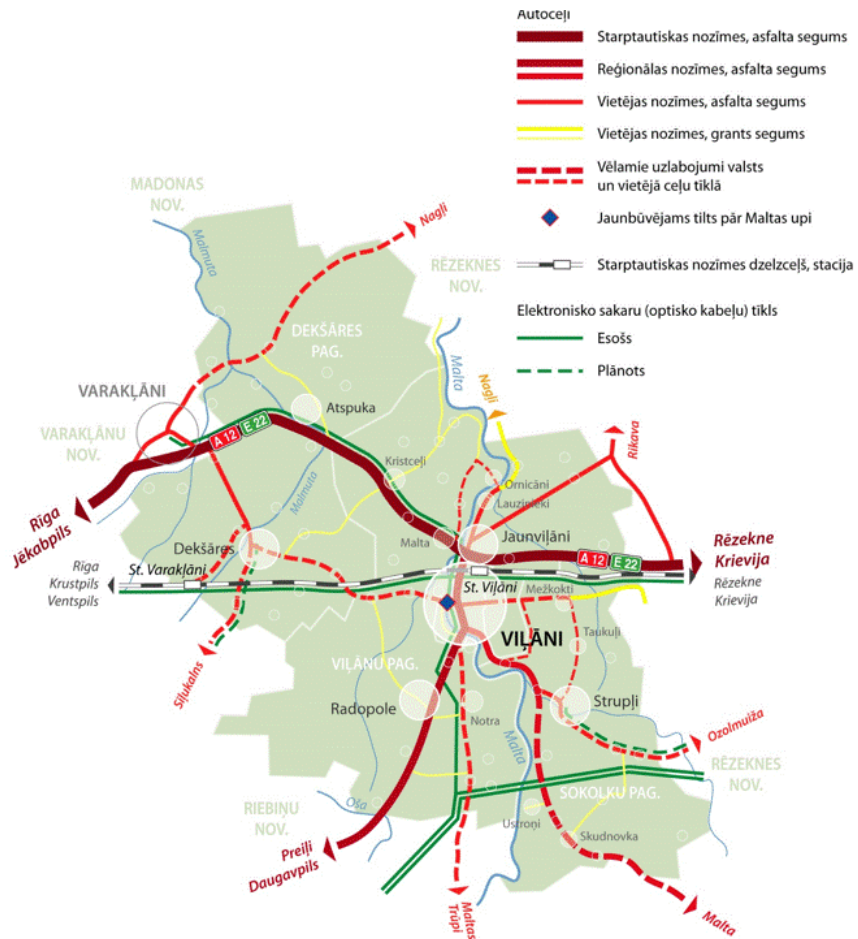 Autoceļi
Starptautiskas nozīmes, asfalta segums
Reģionālas nozīmes, asfalta segums
Vietējas nozīmes, asfalta segums
Vietējas nozīmes, grants segums
Vēlamie uzlabojumi valsts
un vietējā ceļu tīklā
Jaunbūvējams tilts pār Maltas upi
Starptautiskas nozīmes dzelzceļš, stacija
Elektronisko sakaru (optisko kabeļu) tīkls
Esošs
Plānots
MADONAS
NOV.
Nagļi
Malmuta
RĒZEKNES
NOV.
DEKŠĀRES
PAG.
Malta
Nagļi
VARAKĻĀNI
Atspuka
VARAKĻĀNU
NOV.
A 12
E 22
Rikava
Kristceļi
Ornicāni
Lauzinieki
Malmuta
Rīga
Jēkabpils
Dekšāres
Malta
Jaunviļāni
A 12
E 22
Rēzekne
Krievija
Rīga
Krustpils
Ventspils
St. Varakļāni
St. Viļāni
Rēzekne
Krievija
Mežkokti
VIĻĀNI
Taukuļi
Siļukalns
VIĻĀNU PAG.
Radopole
Notra
Strupļi
Ozolmuiža
Malta
RĒZEKNES
NOV.
SOKOLKU PAG.
RIEBIŅU
NOV.
Oša
Ustroņi
Skudnovka
Preiļi
Daugavpils
Maltas
Trūpi
Malta